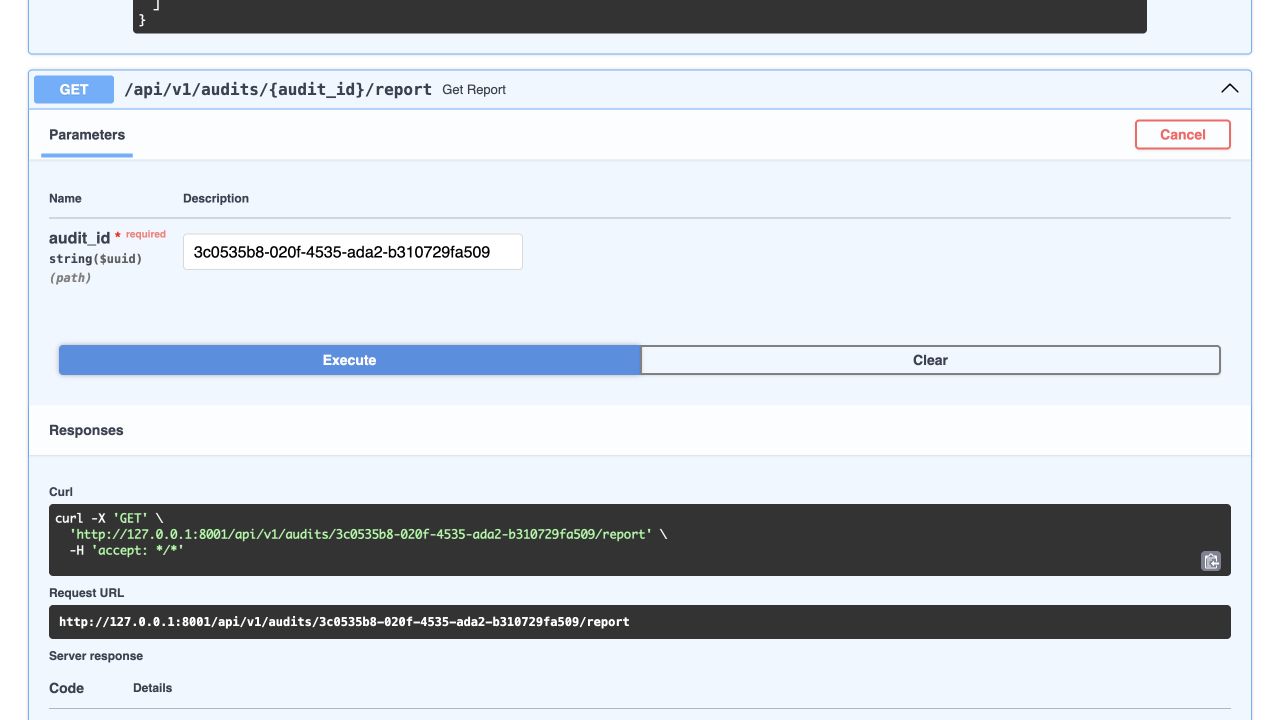 ]
}
GET /api/v1/audits/{audit_id}/report Get Report
Parameters
Cancel
Name Description
audit_id * required
string($uuid)
(path)
3c0535b8-020f-4535-ada2-b310729fa509
Execute Clear
Responses
Curl
curl -X 'GET' \
'http://127.0.0.1:8001/api/v1/audits/3c0535b8-020f-4535-ada2-b310729fa509/report' \
-H 'accept: */*'
Request URL
http://127.0.0.1:8001/api/v1/audits/3c0535b8-020f-4535-ada2-b310729fa509/report
Server response
Code Details